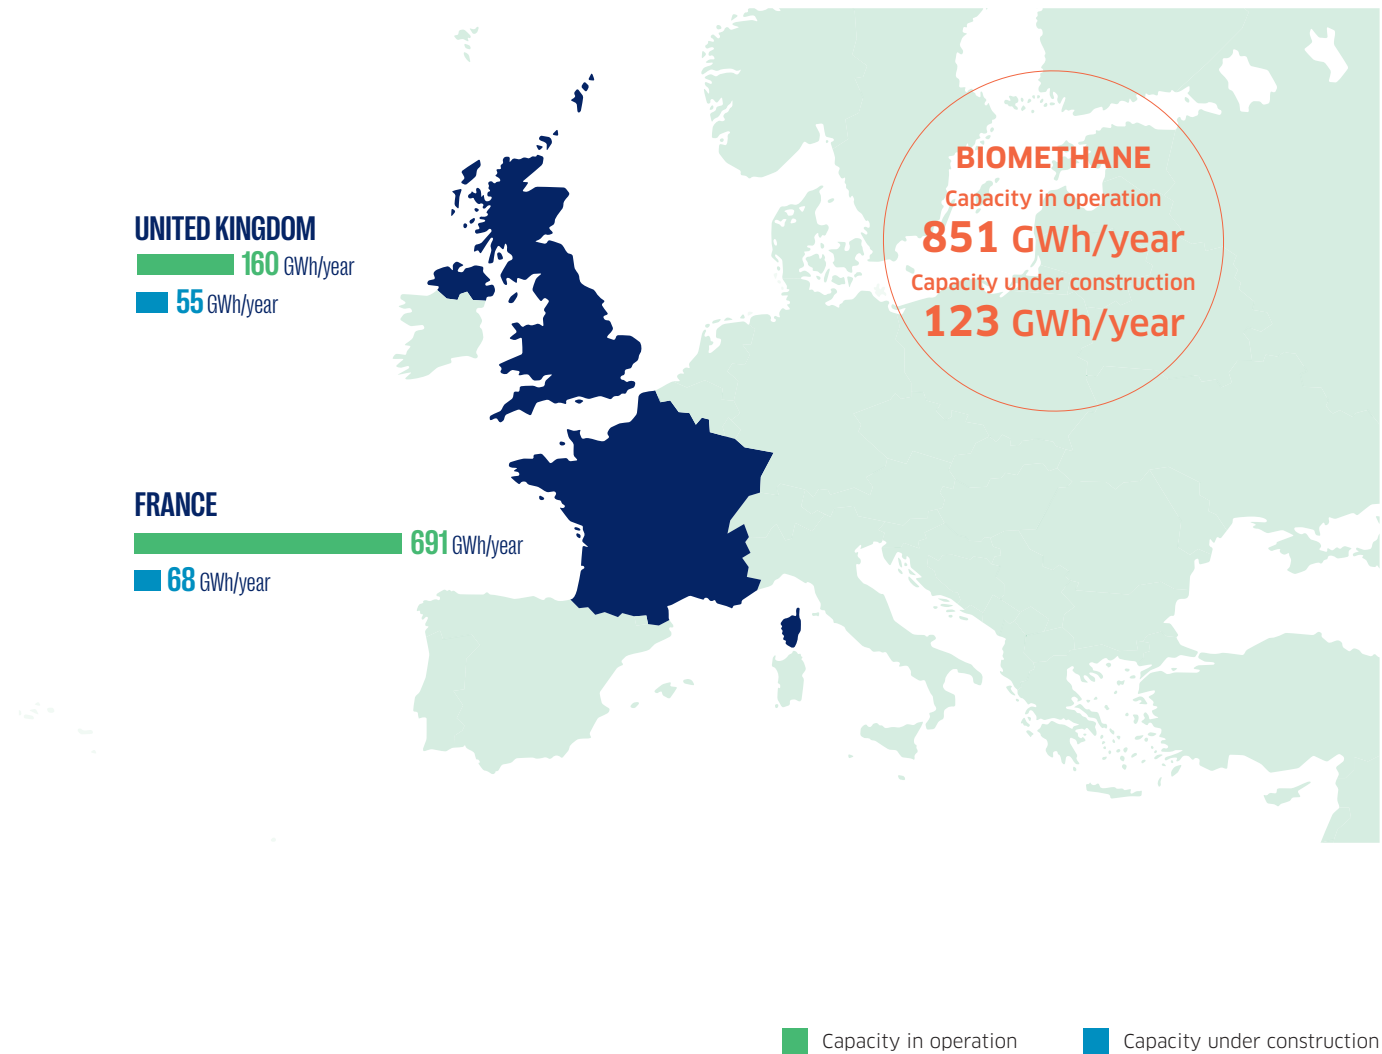 BIOMETHANE
Capacity in operation
851 GWh/year
Capacity under construction
123 GWh/year
UNITED KINGDOM
160 GWh/year
55 GWh/year
FRANCE
691 GWh/year
68 GWh/year
Capacity in operation
Capacity under construction